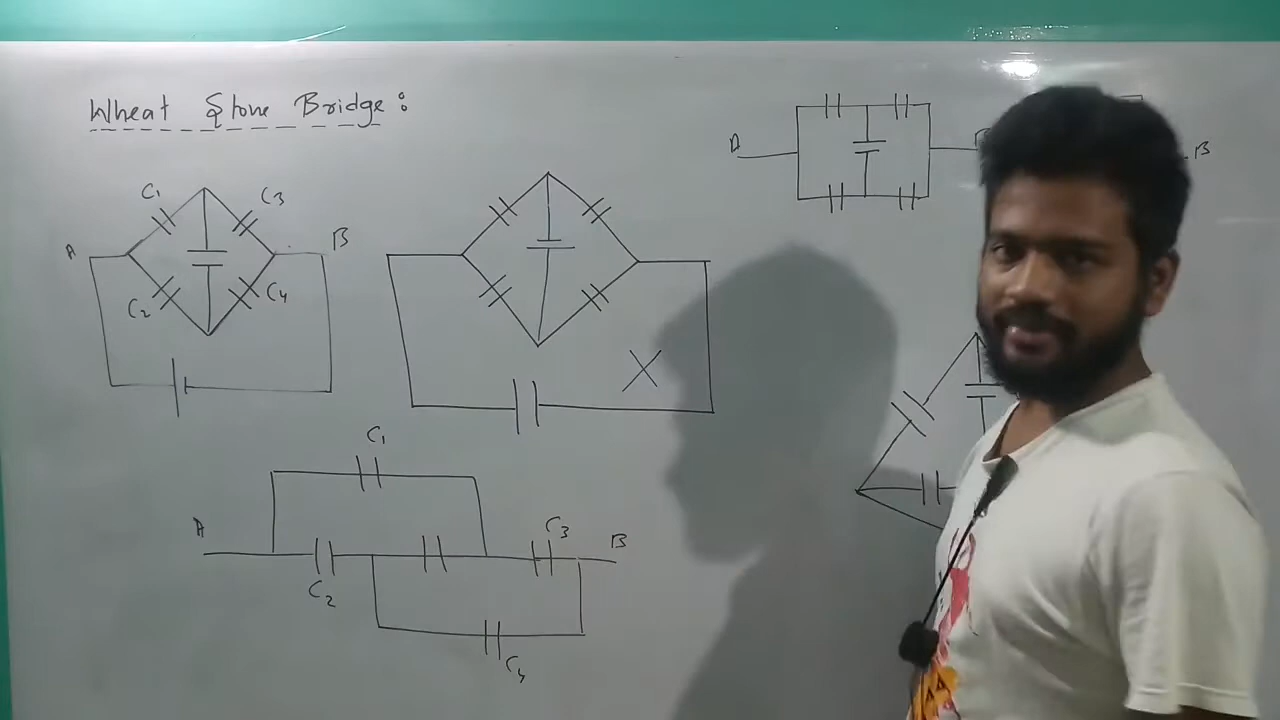 Wheat Stone Bridge:
C1 C3
A B
C2 C4
X
A B
C1
A C3 B
C2
C4